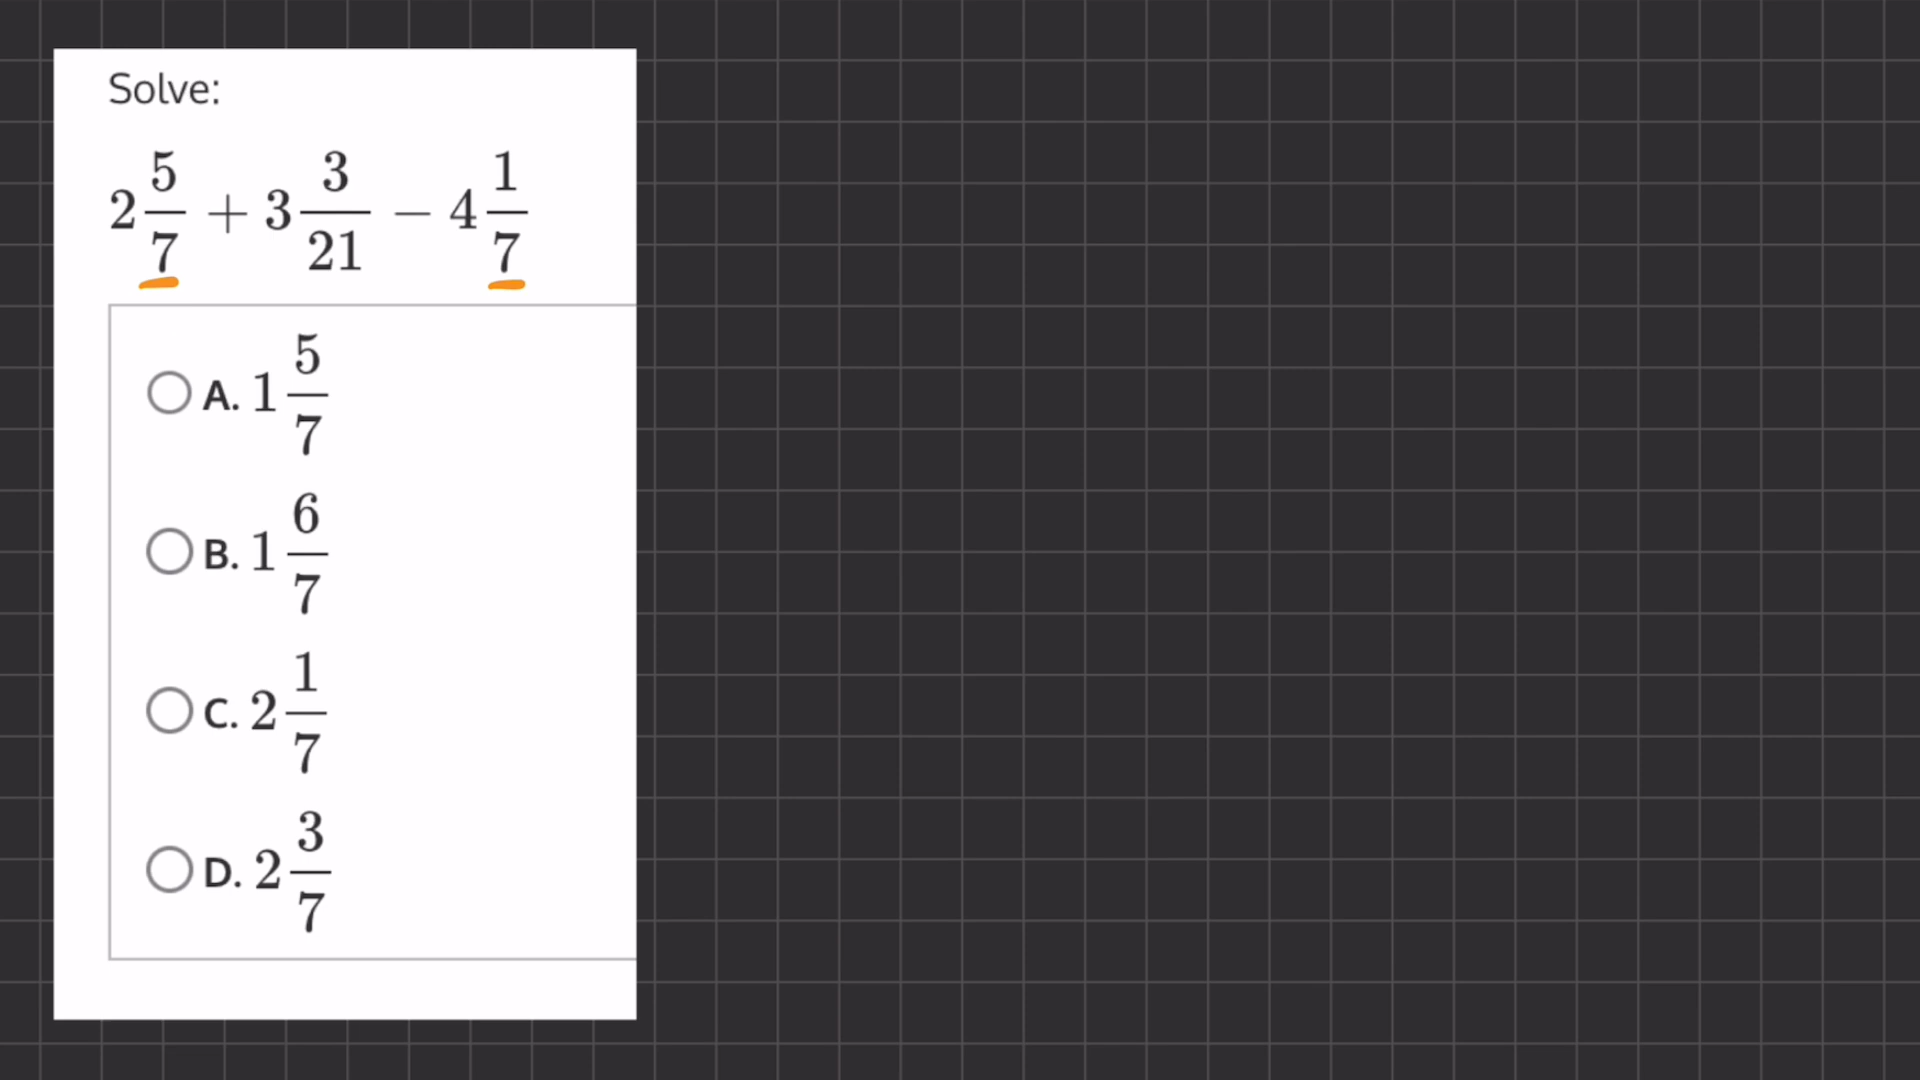 Solve:
2 5/7 + 3 3/21 − 4 1/7
A. 1 5/7
B. 1 6/7
C. 2 1/7
D. 2 3/7